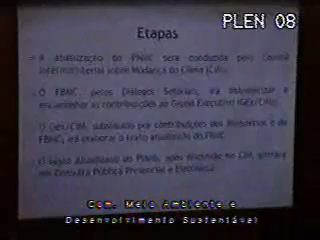 PLEN 08
Etapas
A atualização do PNMC será conduzida pelo Comitê
Interministerial sobre Mudança do Clima (CIM).
O FBMC, pelos Diálogos Setoriais, irá
encaminhar as contribuições ao Grupo Executivo (GEx/CIM).
O GEx/CIM, subsidiado por contribuições dos Ministérios e do
FBMC, irá elaborar o texto atualizado do
O texto atualizado do Plano, após discussão no CIM, entrará
em Consulta Pública Presencial e Eletrônica.
Com. Meio Ambiente e
Desenvolvimento Sustentável